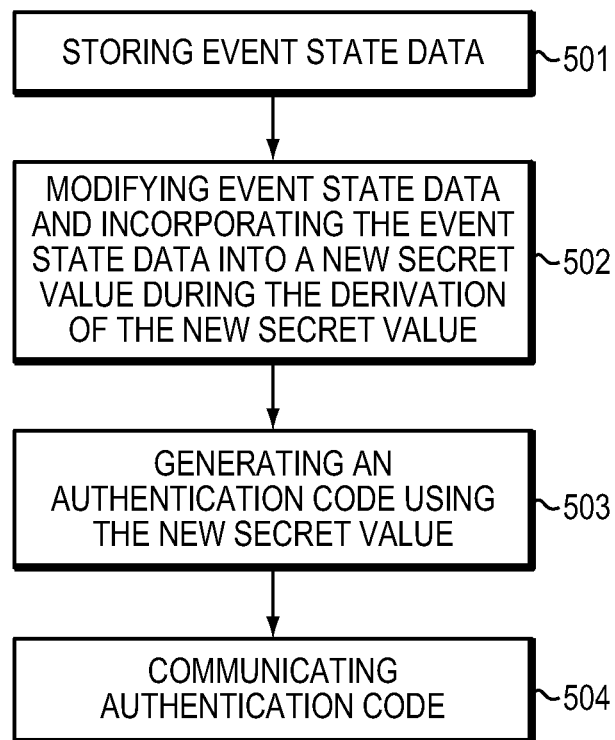 STORING EVENT STATE DATA
501
MODIFYING EVENT STATE DATA
AND INCORPORATING THE EVENT
STATE DATA INTO A NEW SECRET
VALUE DURING THE DERIVATION
OF THE NEW SECRET VALUE
502
GENERATING AN
AUTHENTICATION CODE USING
THE NEW SECRET VALUE
503
COMMUNICATING
AUTHENTICATION CODE
504